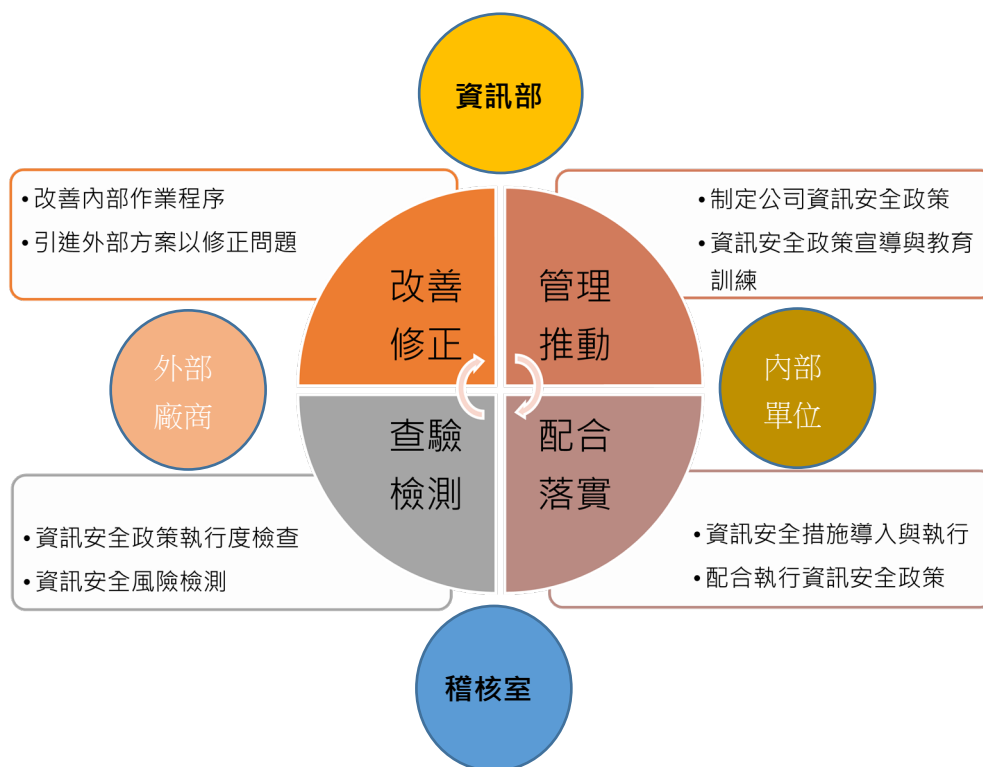 資訊部
•改善內部作業程序
•引進外部方案以修正問題
•制定公司資訊安全政策
•資訊安全政策宣導與教育
訓練
改善
修正
管理
推動
外部
廠商
內部
單位
查驗
檢測
配合
落實
•資訊安全政策執行度檢查
•資訊安全風險檢測
•資訊安全措施導入與執行
•配合執行資訊安全政策
稽核室